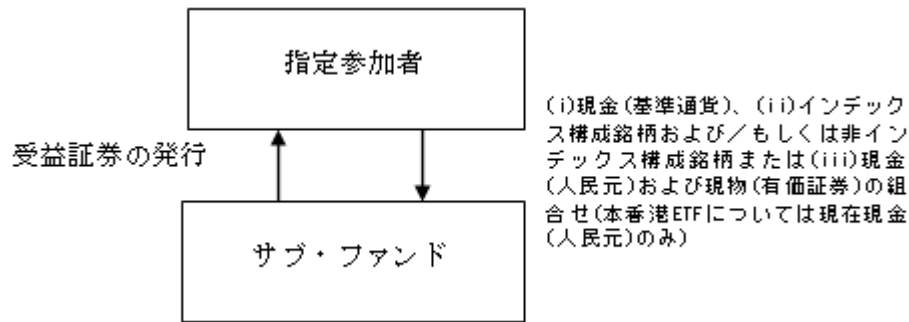 指定参加者
受益証券の発行
(i)現金(基準通貨)、(ii)インデック
ス構成銘柄および／もしくは非イン
デックス構成銘柄または(iii)現金
(人民元)および現物(有価証券)の組
合せ(本香港ETFについては現在現金
(人民元)のみ)
サブ・ファンド